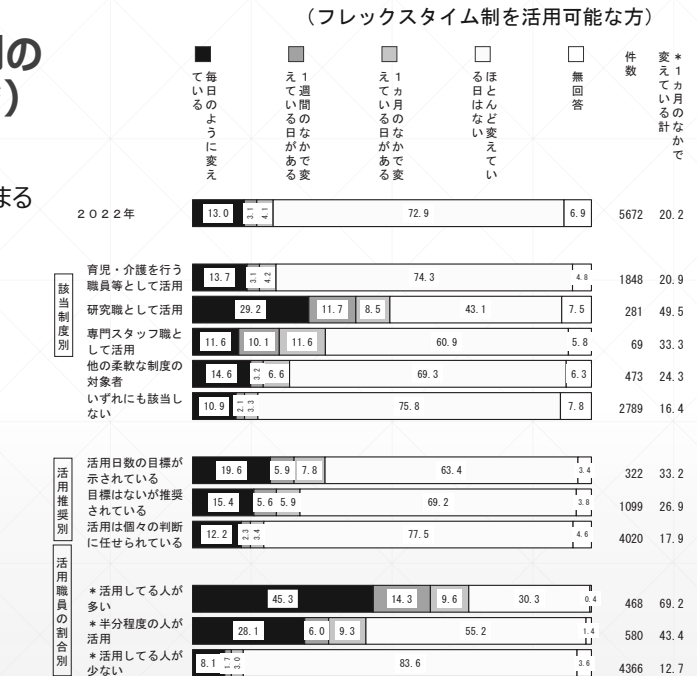 の
)
まる
（フレックスタイム制を活用可能な方）
毎日のように変え
ている
１週間のなかで変
えている日がある
１ヵ月のなかで変
えている日がある
ほとんど変えてい
る日はない
無回答
件数
＊１ヵ月のなかで
変えている計
２０２２年 13.0 3.1 4.1 72.9 6.9 5672 20.2
該当制度別
育児・介護を行う
職員等として活用 13.7 3.1 4.2 74.3 4.8 1848 20.9
研究職として活用 29.2 11.7 8.5 43.1 7.5 281 49.5
専門スタッフ職と
して活用 11.6 10.1 11.6 60.9 5.8 69 33.3
他の柔軟な制度の
対象者 14.6 3.2 6.6 69.3 6.3 473 24.3
いずれにも該当し
ない 10.9 2.1 3.3 75.8 7.8 2789 16.4
活用推奨別
活用日数の目標が
示されている 19.6 5.9 7.8 63.4 3.4 322 33.2
目標はないが推奨
されている 15.4 5.6 5.9 69.2 3.8 1099 26.9
活用は個々の判断
に任せられている 12.2 2.3 3.4 77.5 4.6 4020 17.9
活用職員の割合別
＊活用してる人が
多い 45.3 14.3 9.6 30.3 0.4 468 69.2
＊半分程度の人が
活用 28.1 6.0 9.3 55.2 1.4 580 43.4
＊活用してる人が
少ない 8.1 1.7 3.0 83.6 3.6 4366 12.7